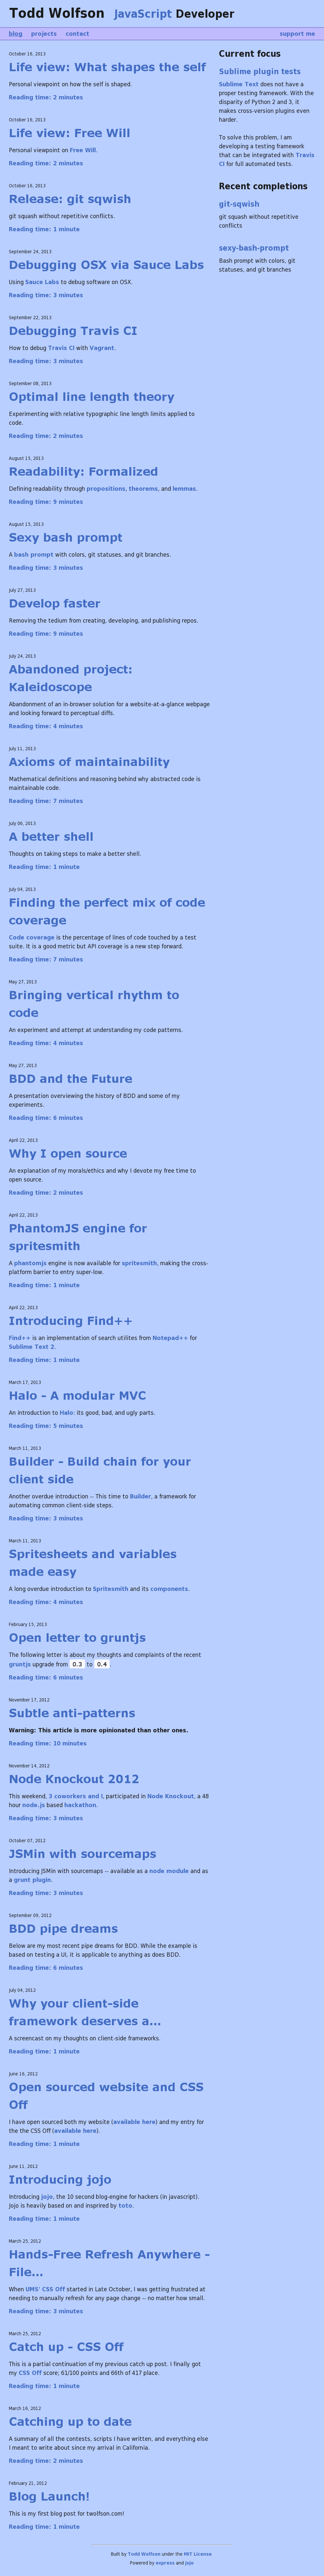 Todd Wolfson JavaScript Developer
blog projects contact support me
October 16, 2013
Life view: What shapes the self
Personal viewpoint on how the self is shaped.
Reading time: 2 minutes
October 16, 2013
Life view: Free Will
Personal viewpoint on Free Will.
Reading time: 2 minutes
October 16, 2013
Release: git sqwish
git squash without repetitive conflicts.
Reading time: 1 minute
September 24, 2013
Debugging OSX via Sauce Labs
Using Sauce Labs to debug software on OSX.
Reading time: 3 minutes
September 22, 2013
Debugging Travis CI
How to debug Travis CI with Vagrant.
Reading time: 3 minutes
September 08, 2013
Optimal line length theory
Experimenting with relative typographic line length limits applied to
code.
Reading time: 2 minutes
August 15, 2013
Readability: Formalized
Defining readability through propositions, theorems, and lemmas.
Reading time: 9 minutes
August 15, 2013
Sexy bash prompt
A bash prompt with colors, git statuses, and git branches.
Reading time: 3 minutes
July 27, 2013
Develop faster
Removing the tedium from creating, developing, and publishing repos.
Reading time: 9 minutes
July 24, 2013
Abandoned project:
Kaleidoscope
Abandonment of an in-browser solution for a website-at-a-glance webpage
and looking forward to perceptual diffs.
Reading time: 4 minutes
July 11, 2013
Axioms of maintainability
Mathematical definitions and reasoning behind why abstracted code is
maintainable code.
Reading time: 7 minutes
July 06, 2013
A better shell
Thoughts on taking steps to make a better shell.
Reading time: 1 minute
July 04, 2013
Finding the perfect mix of code
coverage
Code coverage is the percentage of lines of code touched by a test
suite. It is a good metric but API coverage is a new step forward.
Reading time: 7 minutes
May 27, 2013
Bringing vertical rhythm to
code
An experiment and attempt at understanding my code patterns.
Reading time: 4 minutes
May 27, 2013
BDD and the Future
A presentation overviewing the history of BDD and some of my
experiments.
Reading time: 6 minutes
April 22, 2013
Why I open source
An explanation of my morals/ethics and why I devote my free time to
open source.
Reading time: 2 minutes
April 22, 2013
PhantomJS engine for
spritesmith
A phantomjs engine is now available for spritesmith, making the cross-
platform barrier to entry super-low.
Reading time: 1 minute
April 22, 2013
Introducing Find++
Find++ is an implementation of search utilites from Notepad++ for
Sublime Text 2.
Reading time: 1 minute
March 17, 2013
Halo - A modular MVC
An introduction to Halo: its good, bad, and ugly parts.
Reading time: 5 minutes
March 11, 2013
Builder - Build chain for your
client side
Another overdue introduction -- This time to Builder, a framework for
automating common client-side steps.
Reading time: 3 minutes
March 11, 2013
Spritesheets and variables
made easy
A long overdue introduction to Spritesmith and its components.
Reading time: 4 minutes
February 13, 2013
Open letter to gruntjs
The following letter is about my thoughts and complaints of the recent
gruntjs upgrade from 0.3 to 0.4
Reading time: 6 minutes
November 17, 2012
Subtle anti-patterns
Warning: This article is more opinionated than other ones.
Reading time: 10 minutes
November 14, 2012
Node Knockout 2012
This weekend, 3 coworkers and I, participated in Node Knockout, a 48
hour node.js based hackathon.
Reading time: 3 minutes
October 07, 2012
JSMin with sourcemaps
Introducing JSMin with sourcemaps -- available as a node module and as
a grunt plugin.
Reading time: 3 minutes
September 09, 2012
BDD pipe dreams
Below are my most recent pipe dreams for BDD. While the example is
based on testing a UI, it is applicable to anything as does BDD.
Reading time: 6 minutes
July 04, 2012
Why your client-side
framework deserves a...
A screencast on my thoughts on client-side frameworks.
Reading time: 1 minute
June 16, 2012
Open sourced website and CSS
Off
I have open sourced both my website (available here) and my entry for
the the CSS Off (available here).
Reading time: 1 minute
June 11, 2012
Introducing jojo
Introducing jojo, the 10 second blog-engine for hackers (in javascript).
Jojo is heavily based on and inspired by toto.
Reading time: 1 minute
March 25, 2012
Hands-Free Refresh Anywhere -
File...
When UMS' CSS Off started in late October, I was getting frustrated at
needing to manually refresh for any page change -- no matter how small.
Reading time: 3 minutes
March 25, 2012
Catch up - CSS Off
This is a partial continuation of my previous catch up post. I finally got
my CSS Off score; 61/100 points and 66th of 417 place.
Reading time: 1 minute
March 16, 2012
Catching up to date
A summary of all the contests, scripts I have written, and everything else
I meant to write about since my arrival in California.
Reading time: 2 minutes
February 21, 2012
Blog Launch!
This is my first blog post for twolfson.com!
Reading time: 1 minute
Current focus
Sublime plugin tests
Sublime Text does not have a
proper testing framework. With the
disparity of Python 2 and 3, it
makes cross-version plugins even
harder.
To solve this problem, I am
developing a testing framework
that can be integrated with Travis
CI for full automated tests.
Recent completions
git-sqwish
git squash without repetitive
conflicts
sexy-bash-prompt
Bash prompt with colors, git
statuses, and git branches
Built by Todd Wolfson under the MIT License
Powered by express and jojo